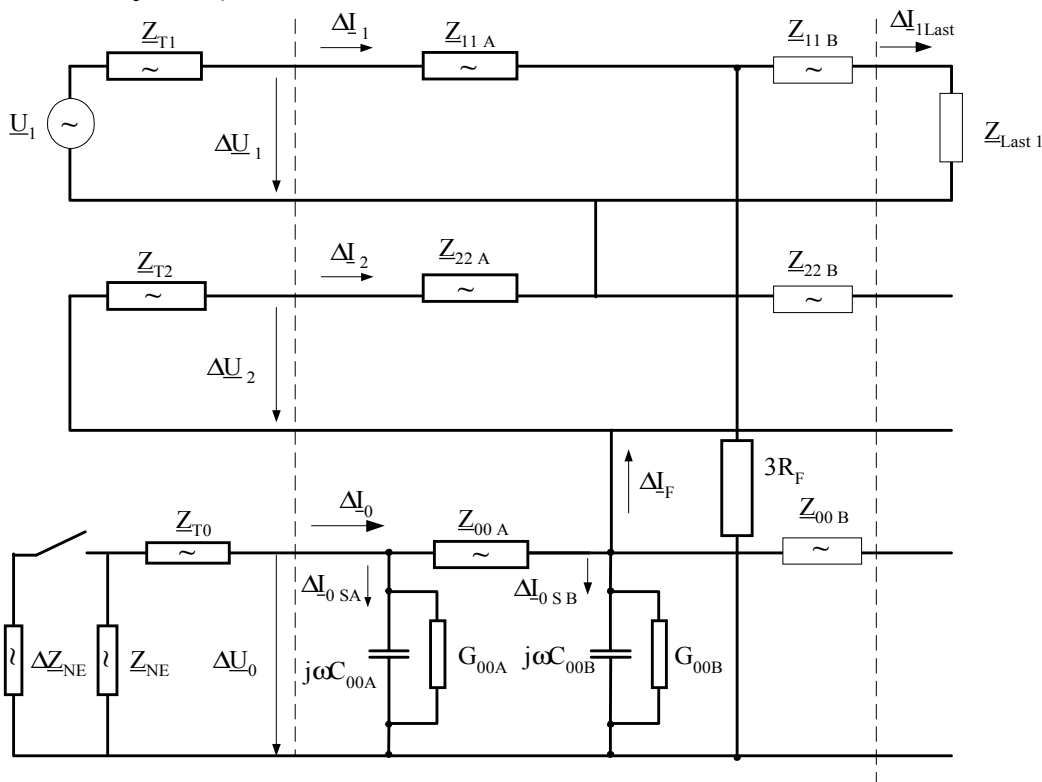 Z_T1
ΔI_1
Z_11 A
Z_11 B
ΔI_1Last
U_1
~
ΔU_1
Z_Last 1
Z_T2
ΔI_2
Z_22 A
Z_22 B
~
ΔU_2
ΔI_F
3R_F
Z_T0
ΔI_0
Z_00 A
Z_00 B
~
ΔI_0 SA
ΔI_0 S B
ΔZ_NE
Z_NE
ΔU_0
jωC_00A
G_00A
jωC_00B
G_00B